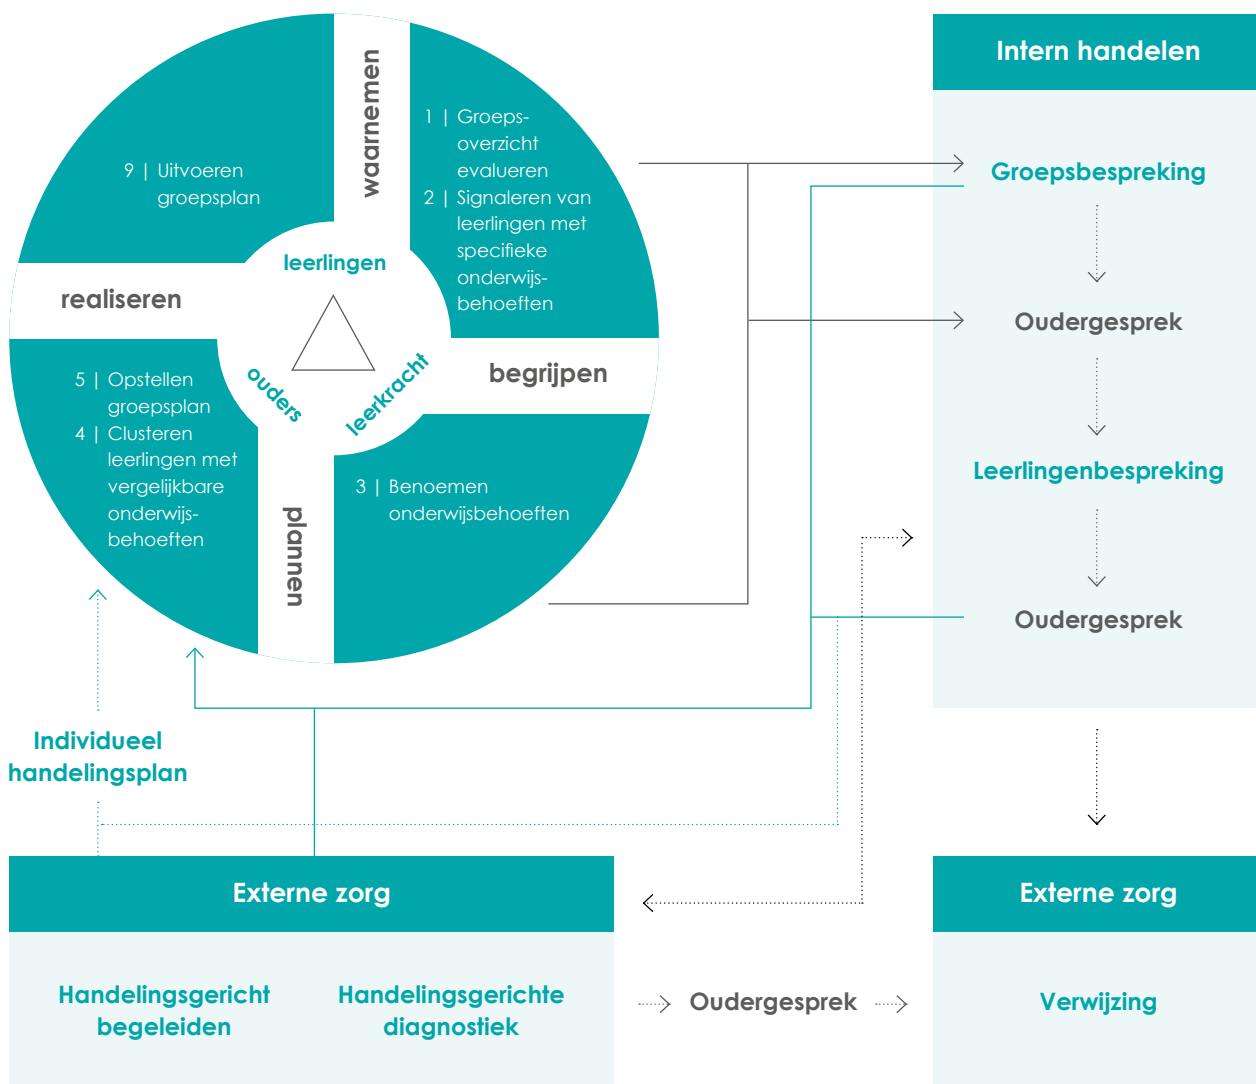 waarnemen
1 | Groeps-
overzicht
evalueren
2 | Signaleren van
leerlingen met
specifieke
onderwijs-
behoeften
begrijpen
3 | Benoemen
onderwijsbehoeften
plannen
5 | Opstellen
groepsplan
4 | Clusteren
leerlingen met
vergelijkbare
onderwijs-
behoeften
realiseren
9 | Uitvoeren
groepsplan
leerlingen
ouders
leerkracht
Intern handelen
Groepsbespreking
Oudergesprek
Leerlingenbespreking
Oudergesprek
Individueel
handelingsplan
Externe zorg
Handelingsgericht
begeleiden
Handelingsgerichte
diagnostiek
Oudergesprek
Externe zorg
Verwijzing